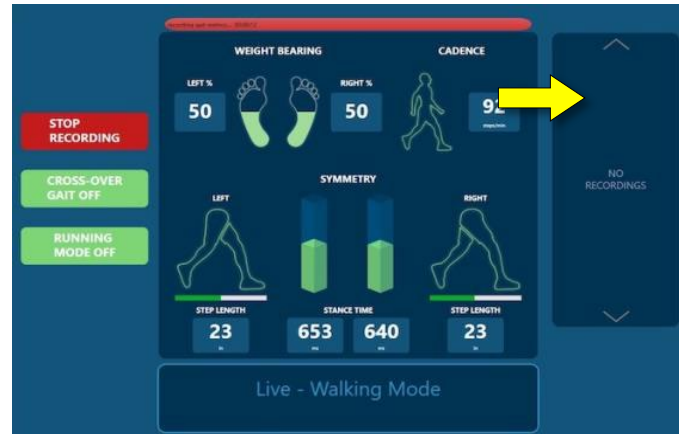 WEIGHT BEARING
CADENCE
LEFT %
RIGHT %
50
50
92
steps/min
STOP
RECORDING
CROSS-OVER
GAIT OFF
RUNNING
MODE OFF
NO
RECORDINGS
SYMMETRY
LEFT
RIGHT
STEP LENGTH
STANCE TIME
STEP LENGTH
23
653
640
23
in
ms
ms
in
Live - Walking Mode